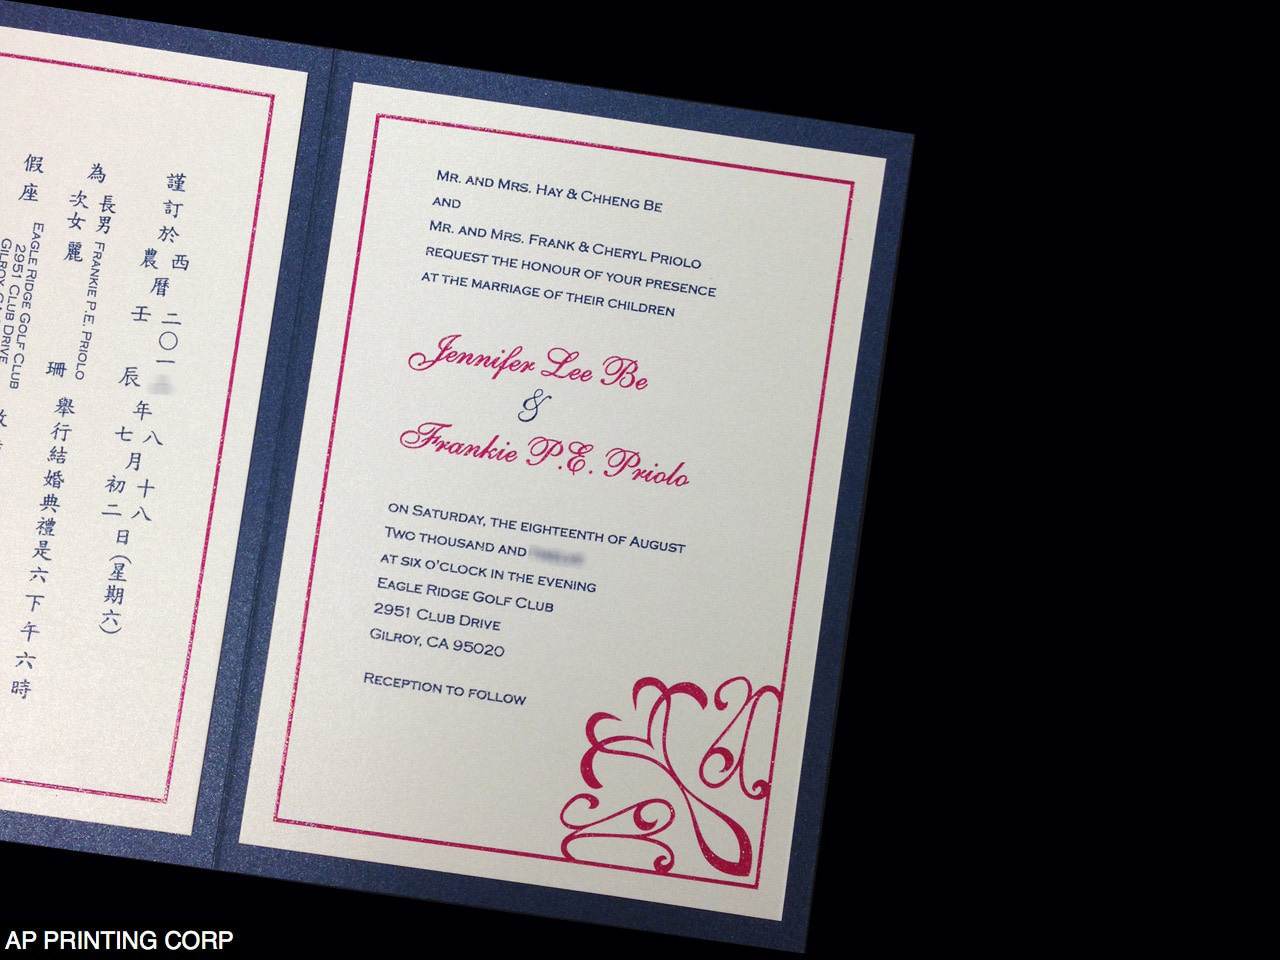 謹訂於
西曆二〇一 年八月十八日
農曆壬辰年七月初二日(星期六)
為
長男 FRANKIE P.E. PRIOLO
次女 麗珊
舉行結婚典禮是六下午六時
假座
EAGLE RIDGE GOLF CLUB
2951 CLUB DRIVE
MR. AND MRS. HAY & CHHENG BE
AND
MR. AND MRS. FRANK & CHERYL PRIOLO
REQUEST THE HONOUR OF YOUR PRESENCE
AT THE MARRIAGE OF THEIR CHILDREN
Jennifer Lee Be
&
Frankie P.E. Priolo
ON SATURDAY, THE EIGHTEENTH OF AUGUST
TWO THOUSAND AND
AT SIX O'CLOCK IN THE EVENING
EAGLE RIDGE GOLF CLUB
2951 CLUB DRIVE
GILROY, CA 95020
RECEPTION TO FOLLOW
AP PRINTING CORP